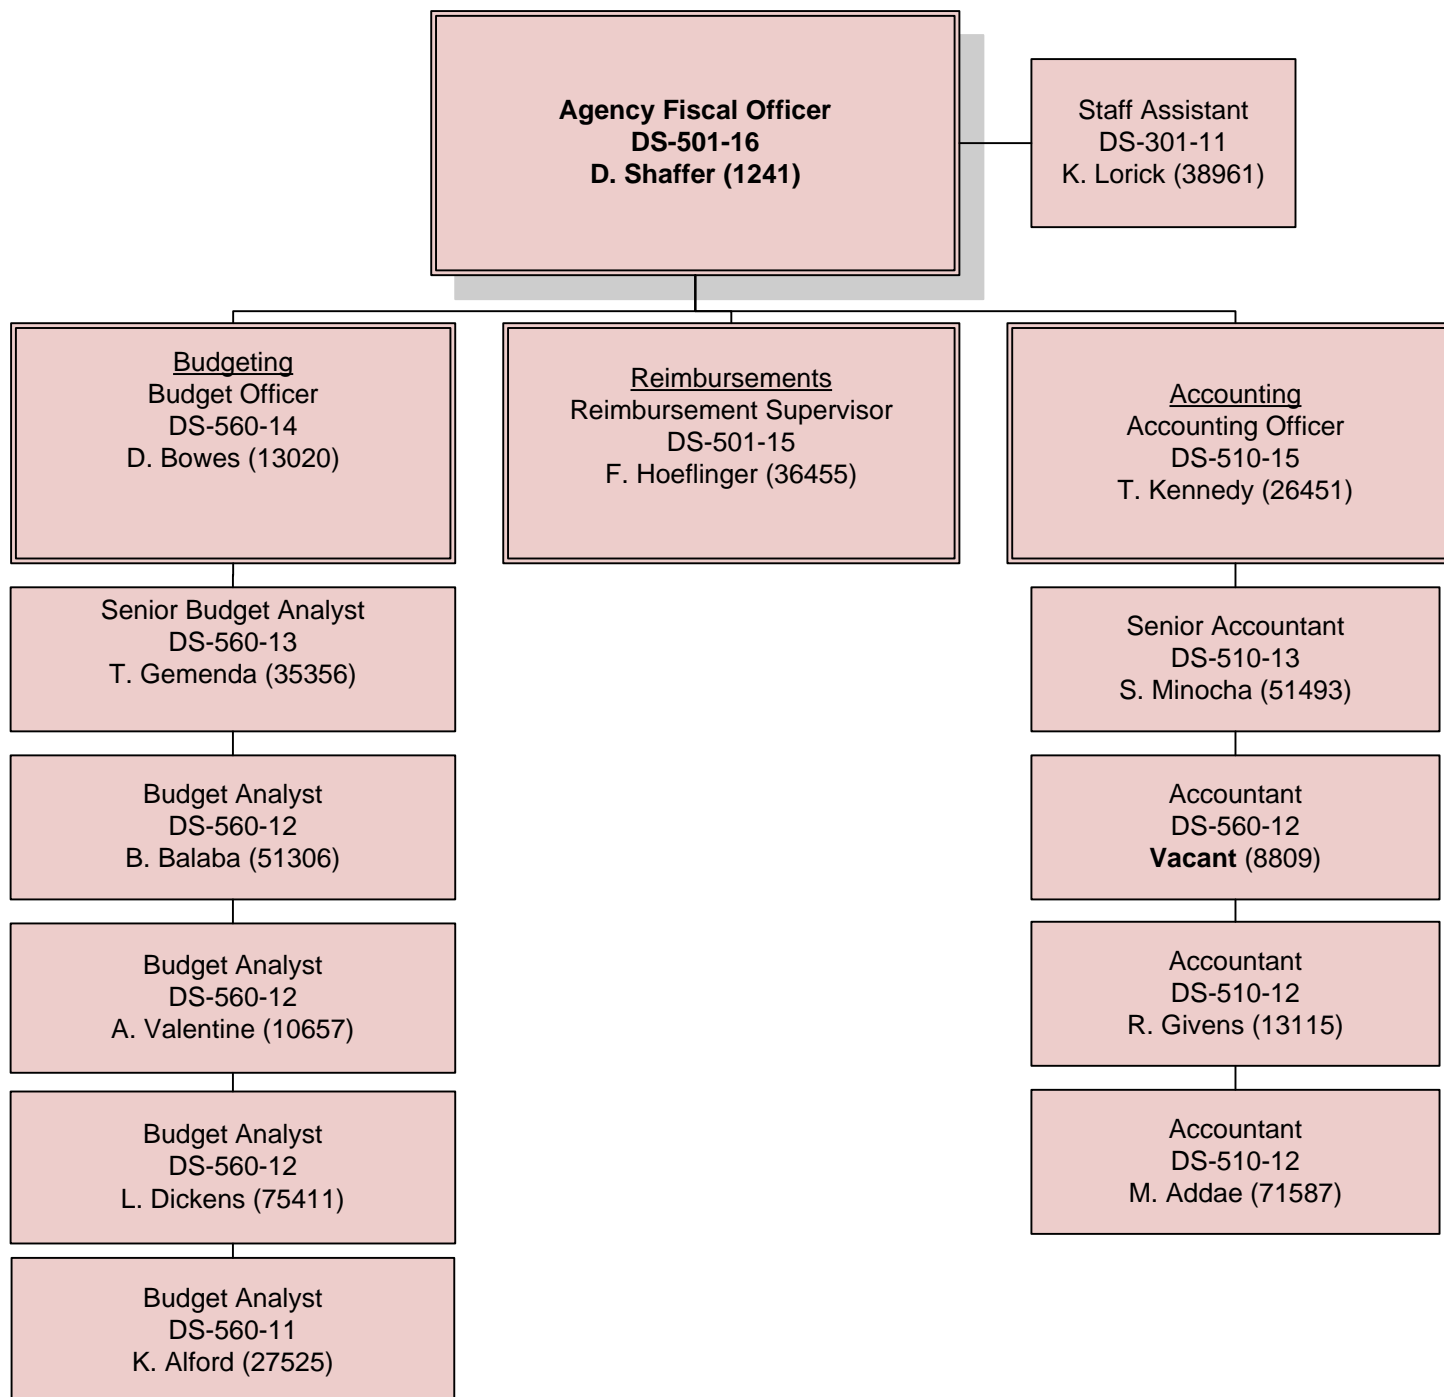 Agency Fiscal Officer
DS-501-16
D. Shaffer (1241)
Staff Assistant
DS-301-11
K. Lorick (38961)
Budgeting
Budget Officer
DS-560-14
D. Bowes (13020)
Reimbursements
Reimbursement Supervisor
DS-501-15
F. Hoeflinger (36455)
Accounting
Accounting Officer
DS-510-15
T. Kennedy (26451)
Senior Budget Analyst
DS-560-13
T. Gemenda (35356)
Budget Analyst
DS-560-12
B. Balaba (51306)
Budget Analyst
DS-560-12
A. Valentine (10657)
Budget Analyst
DS-560-12
L. Dickens (75411)
Budget Analyst
DS-560-11
K. Alford (27525)
Senior Accountant
DS-510-13
S. Minocha (51493)
Accountant
DS-560-12
Vacant (8809)
Accountant
DS-510-12
R. Givens (13115)
Accountant
DS-510-12
M. Addae (71587)